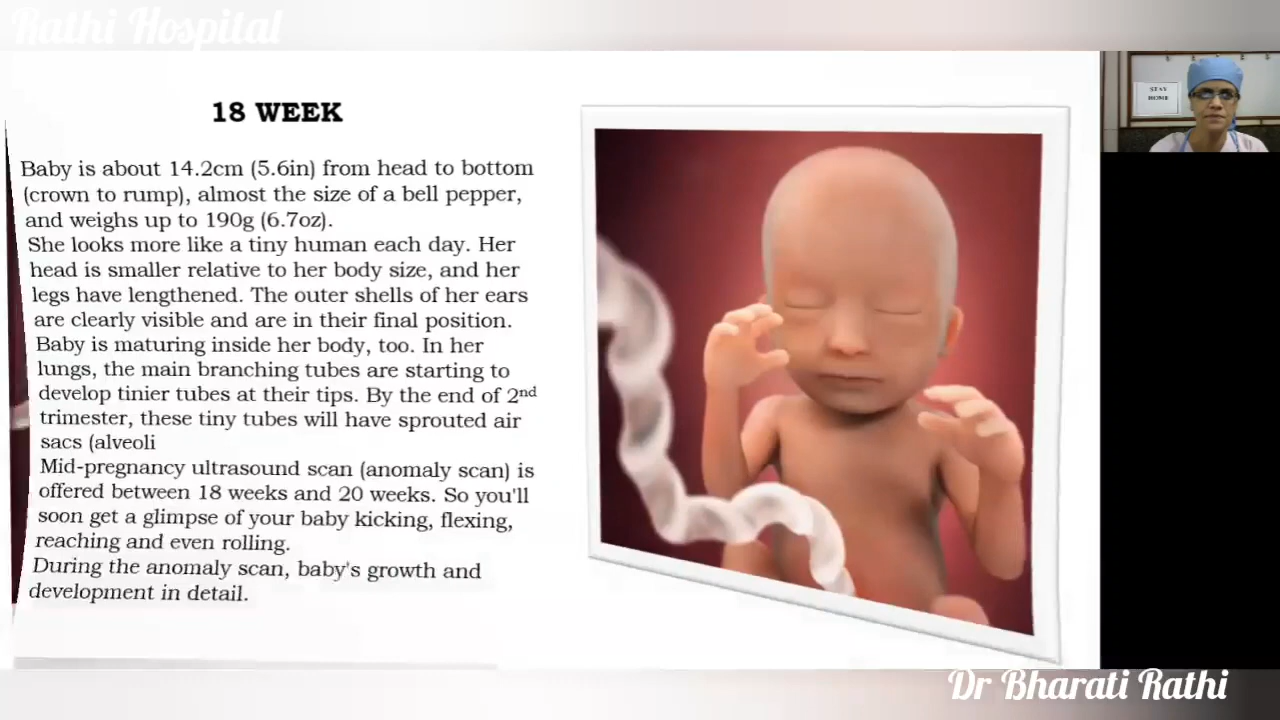 Rathi Hospital
18 WEEK
Baby is about 14.2cm (5.6in) from head to bottom
(crown to rump), almost the size of a bell pepper,
and weighs up to 190g (6.7oz).
She looks more like a tiny human each day. Her
head is smaller relative to her body size, and her
legs have lengthened. The outer shells of her ears
are clearly visible and are in their final position.
Baby is maturing inside her body, too. In her
lungs, the main branching tubes are starting to
develop tinier tubes at their tips. By the end of 2nd
trimester, these tiny tubes will have sprouted air
sacs (alveoli
Mid-pregnancy ultrasound scan (anomaly scan) is
offered between 18 weeks and 20 weeks. So you'll
soon get a glimpse of your baby kicking, flexing,
reaching and even rolling.
During the anomaly scan, baby's growth and
development in detail.
STAY
HOME
Dr Bharati Rathi